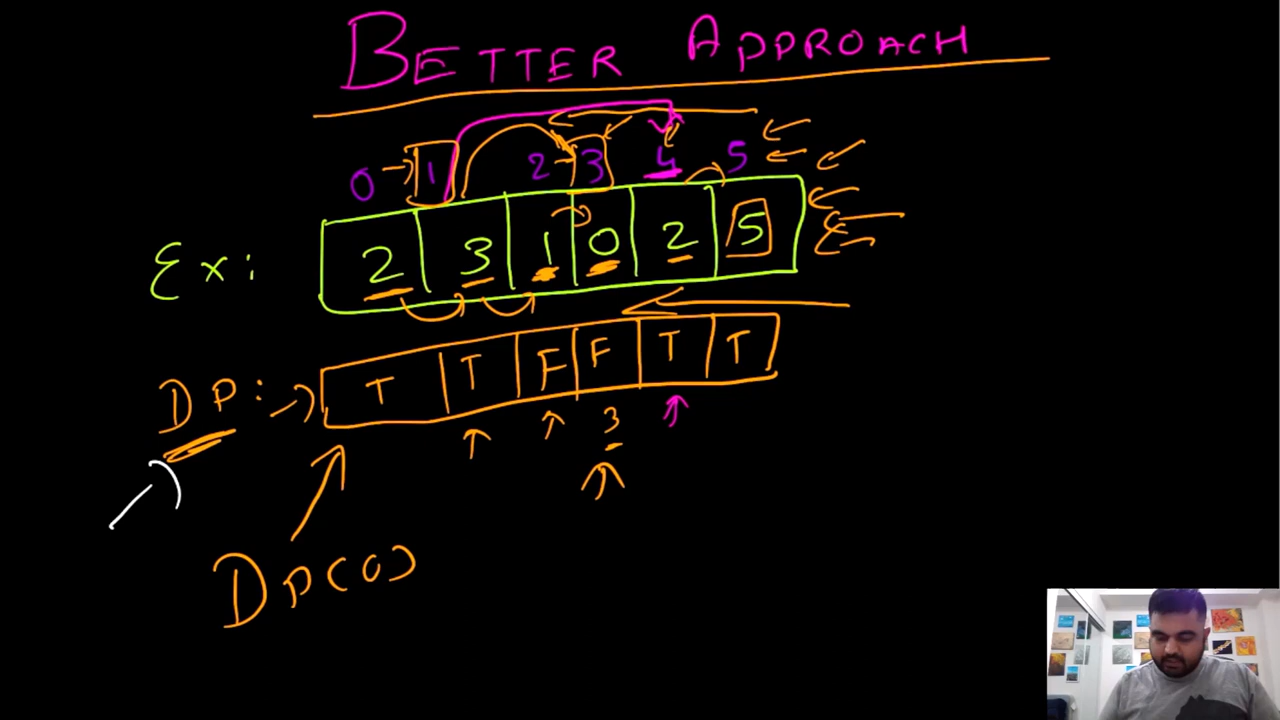 BETTER APPROACH
0 1 2 3 4 5
Ex: 2 3 1 0 2 5
DP: T T F F T T
3
DP(0)